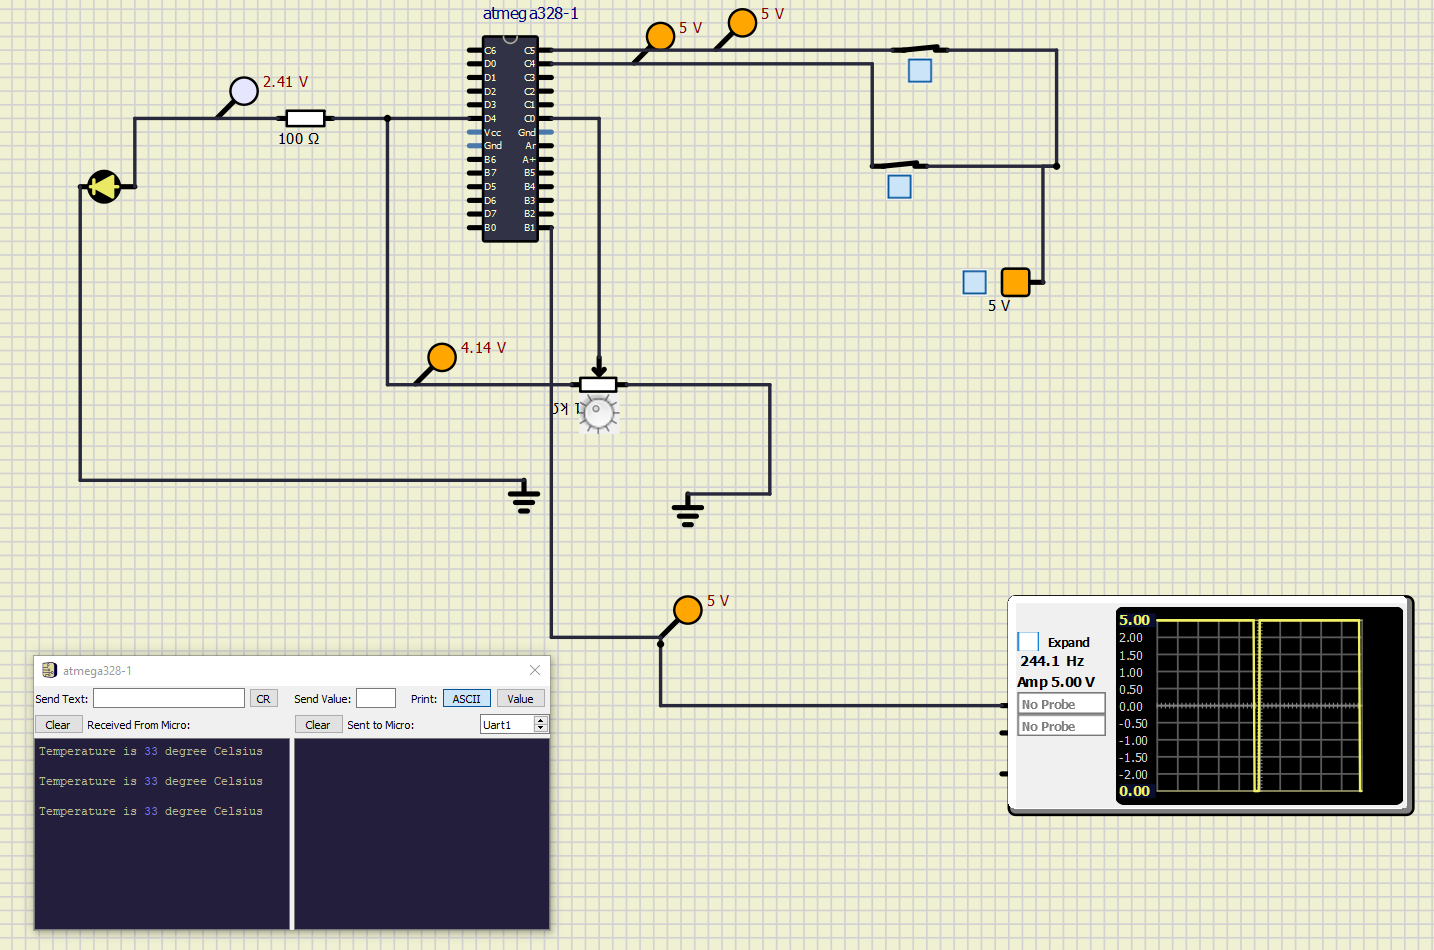 atmega328-1
5 V
5 V
2.41 V
100 Ω
C6
D0
D1
D2
D3
D4
Vcc
Gnd
B6
B7
D5
D6
D7
B0
C5
C4
C3
C2
C1
C0
Gnd
Ar
A+
B5
B4
B3
B2
B1
5 V
4.14 V
1 kΩ
5 V
Expand
244.1 Hz
Amp 5.00 V
No Probe
No Probe
5.00
2.00
1.50
1.00
0.50
0.00
-0.50
-1.00
-1.50
-2.00
0.00
atmega328-1
Send Text: CR Send Value: Print: ASCII Value
Clear Received From Micro: Clear Sent to Micro: Uart1
Temperature is 33 degree Celsius
Temperature is 33 degree Celsius
Temperature is 33 degree Celsius